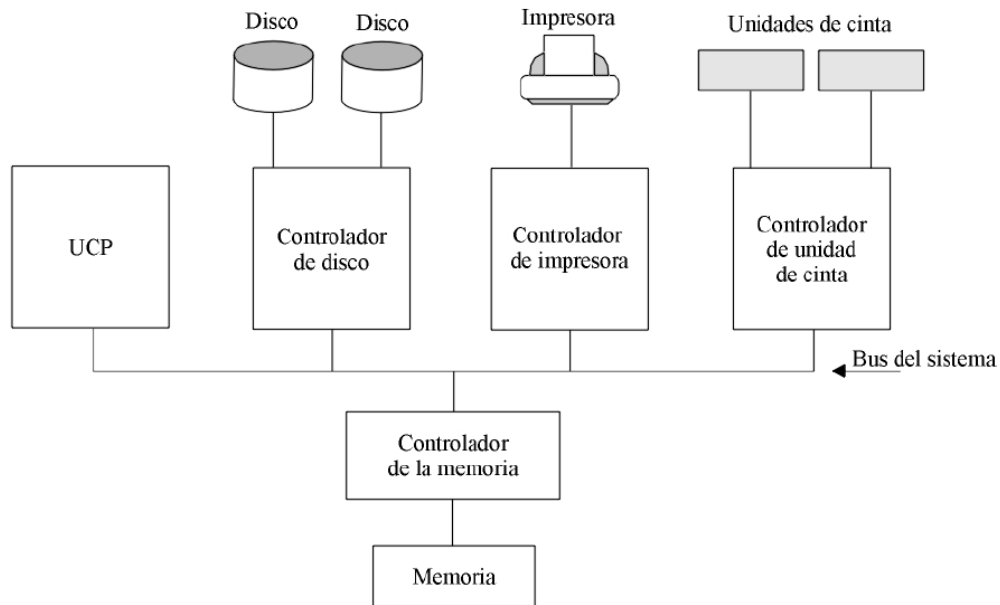 Disco
Disco
Impresora
Unidades de cinta
UCP
Controlador
de disco
Controlador
de impresora
Controlador
de unidad
de cinta
Bus del sistema
Controlador
de la memoria
Memoria